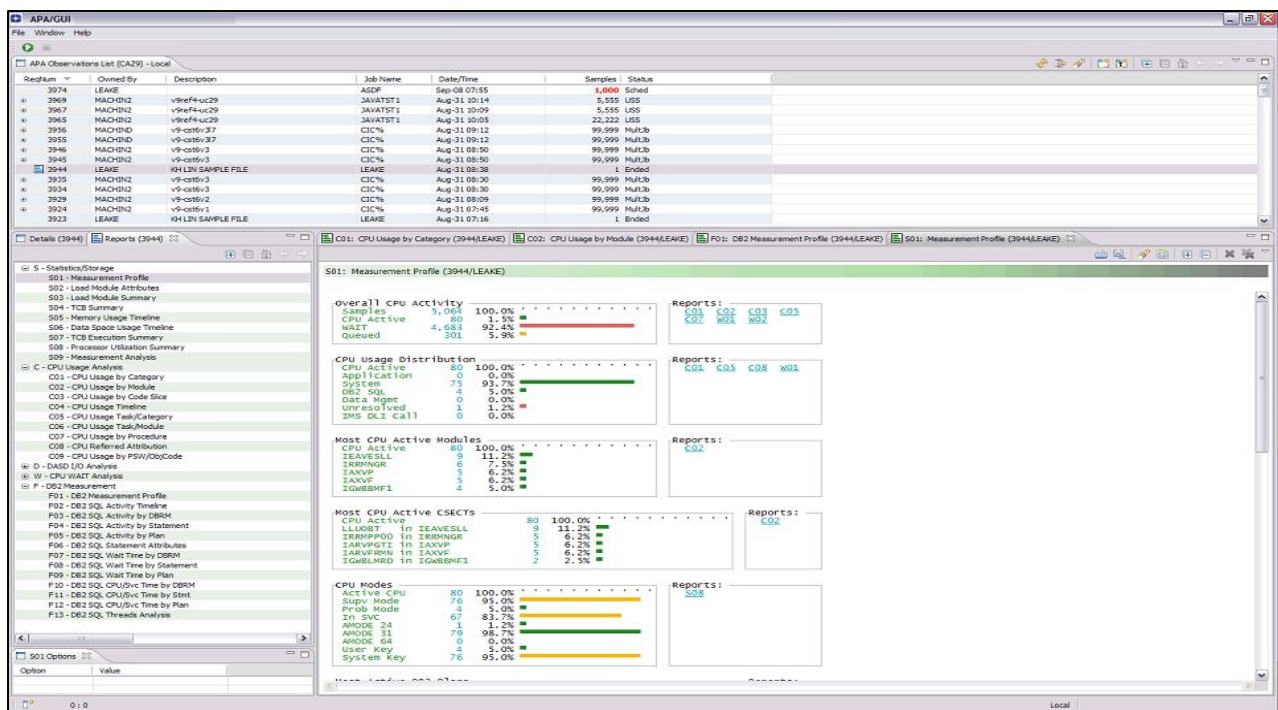 APA/GUI
File Window Help
APA Observations List (CAZ9) - Local
ReqNum Owned By Description Job Name Date/Time Samples Status
3974 LEAKE ASDF Sep-08 07:55 1,000 Sched
3969 MACHIN2 v9ref4-uc29 JAVATST1 Aug-31 10:14 5,555 USS
3967 MACHIN2 v9ref4-uc29 JAVATST1 Aug-31 10:09 5,555 USS
3965 MACHIN2 v9ref4-uc29 JAVATST1 Aug-31 10:05 22,222 USS
3956 MACHIND v9-cst6v37 CIC% Aug-31 09:12 99,999 MultJb
3955 MACHIND v9-cst6v37 CIC% Aug-31 09:12 99,999 MultJb
3946 MACHIN2 v9-cst6v3 CIC% Aug-31 08:50 99,999 MultJb
3945 MACHIN2 v9-cst6v3 CIC% Aug-31 08:50 99,999 MultJb
3944 LEAKE KH LIN SAMPLE FILE LEAKE Aug-31 08:38 1 Ended
3935 MACHIN2 v9-cst6v3 CIC% Aug-31 08:30 99,999 MultJb
3934 MACHIN2 v9-cst6v3 CIC% Aug-31 08:30 99,999 MultJb
3929 MACHIN2 v9-cst6v2 CIC% Aug-31 08:09 99,999 MultJb
3924 MACHIN2 v9-cst6v1 CIC% Aug-31 07:45 99,999 MultJb
3923 LEAKE KH LIN SAMPLE FILE LEAKE Aug-31 07:16 1 Ended
Details (3944) Reports (3944)
S - Statistics/Storage
S01 - Measurement Profile
S02 - Load Module Attributes
S03 - Load Module Summary
S04 - TCB Summary
S05 - Memory Usage Timeline
S06 - Data Space Usage Timeline
S07 - TCB Execution Summary
S08 - Processor Utilization Summary
S09 - Measurement Analysis
C - CPU Usage Analysis
C01 - CPU Usage by Category
C02 - CPU Usage by Module
C03 - CPU Usage by Code Slice
C04 - CPU Usage Timeline
C05 - CPU Usage Task/Category
C06 - CPU Usage Task/Module
C07 - CPU Usage by Procedure
C08 - CPU Referred Attribution
C09 - CPU Usage by PSW/ObjCode
D - DASD I/O Analysis
W - CPU WAIT Analysis
F - DB2 Measurement
F01 - DB2 Measurement Profile
F02 - DB2 SQL Activity Timeline
F03 - DB2 SQL Activity by DBRM
F04 - DB2 SQL Activity by Statement
F05 - DB2 SQL Activity by Plan
F06 - DB2 SQL Statement Attributes
F07 - DB2 SQL Wait Time by DBRM
F08 - DB2 SQL Wait Time by Statement
F09 - DB2 SQL Wait Time by Plan
F10 - DB2 SQL CPU/Svc Time by DBRM
F11 - DB2 SQL CPU/Svc Time by Stmt
F12 - DB2 SQL CPU/Svc Time by Plan
F13 - DB2 SQL Threads Analysis
S01 Options
Option Value
C01: CPU Usage by Category (3944/LEAKE) C02: CPU Usage by Module (3944/LEAKE) F01: DB2 Measurement Profile (3944/LEAKE) S01: Measurement Profile (3944/LEAKE)
S01: Measurement Profile (3944/LEAKE)
Overall CPU Activity
Samples 5,064 100.0%
CPU Active 80 1.5%
WAIT 4,683 92.4%
Queued 301 5.9%
Reports:
C01 C02 C03 C05
C07 W01 W02
CPU Usage Distribution
CPU Active 80 100.0%
Application 0 0.0%
System 75 93.7%
DB2 SQL 4 5.0%
Data Mgmt 0 0.0%
Unresolved 1 1.2%
IMS DLI Call 0 0.0%
Reports:
C01 C05 C08 W01
Most CPU Active Modules
CPU Active 80 100.0%
IEAVESLL 9 11.2%
IRRMNGR 6 7.5%
IAXVP 5 6.2%
IAXVF 5 6.2%
IGWBBMF1 4 5.0%
Reports:
C02
Most CPU Active CSECTs
CPU Active 80 100.0%
LLUOBT in IEAVESLL 9 11.2%
IRRMPP00 in IRRMNGR 5 6.2%
IARVPGTI in IAXVP 5 6.2%
IARVFRMN in IAXVF 5 6.2%
IGWBLMRD in IGWBBMF1 2 2.5%
Reports:
C02
CPU Modes
Active CPU 80 100.0%
Supv Mode 76 95.0%
Prob Mode 4 5.0%
In SVC 67 83.7%
AMODE 24 1 1.2%
AMODE 31 79 98.7%
AMODE 64 0 0.0%
User Key 4 5.0%
System Key 76 95.0%
Reports:
S08
0 : 0 Local